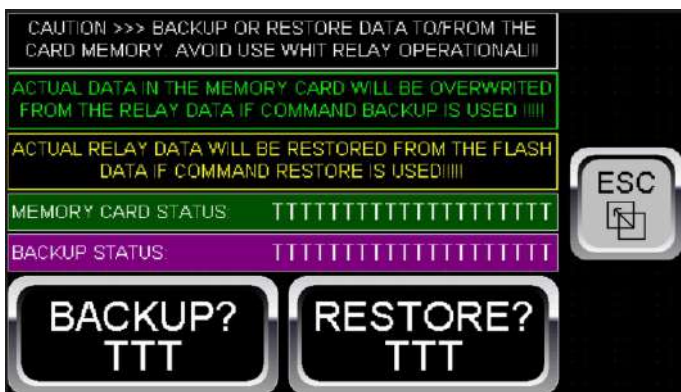 CAUTION >>> BACKUP OR RESTORE DATA TO/FROM THE
CARD MEMORY. AVOID USE WHIT RELAY OPERATIONAL!!!
ACTUAL DATA IN THE MEMORY CARD WILL BE OVERWRITED
FROM THE RELAY DATA IF COMMAND BACKUP IS USED !!!!!
ACTUAL RELAY DATA WILL BE RESTORED FROM THE FLASH
DATA IF COMMAND RESTORE IS USED!!!!!
MEMORY CARD STATUS: TTTTTTTTTTTTTTTTTTTT
BACKUP STATUS: TTTTTTTTTTTTTTTTTTTT
ESC
BACKUP?
TTT
RESTORE?
TTT